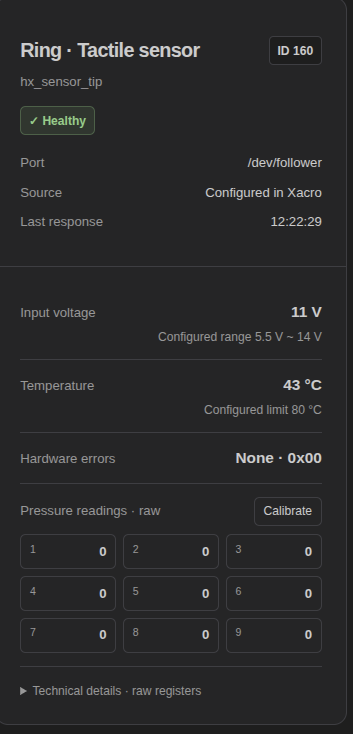 Ring · Tactile sensor ID 160
hx_sensor_tip
✓ Healthy
Port /dev/follower
Source Configured in Xacro
Last response 12:22:29
Input voltage 11 V
Configured range 5.5 V ~ 14 V
Temperature 43 °C
Configured limit 80 °C
Hardware errors None · 0x00
Pressure readings · raw Calibrate
1 0 2 0 3 0
4 0 5 0 6 0
7 0 8 0 9 0
▶ Technical details · raw registers